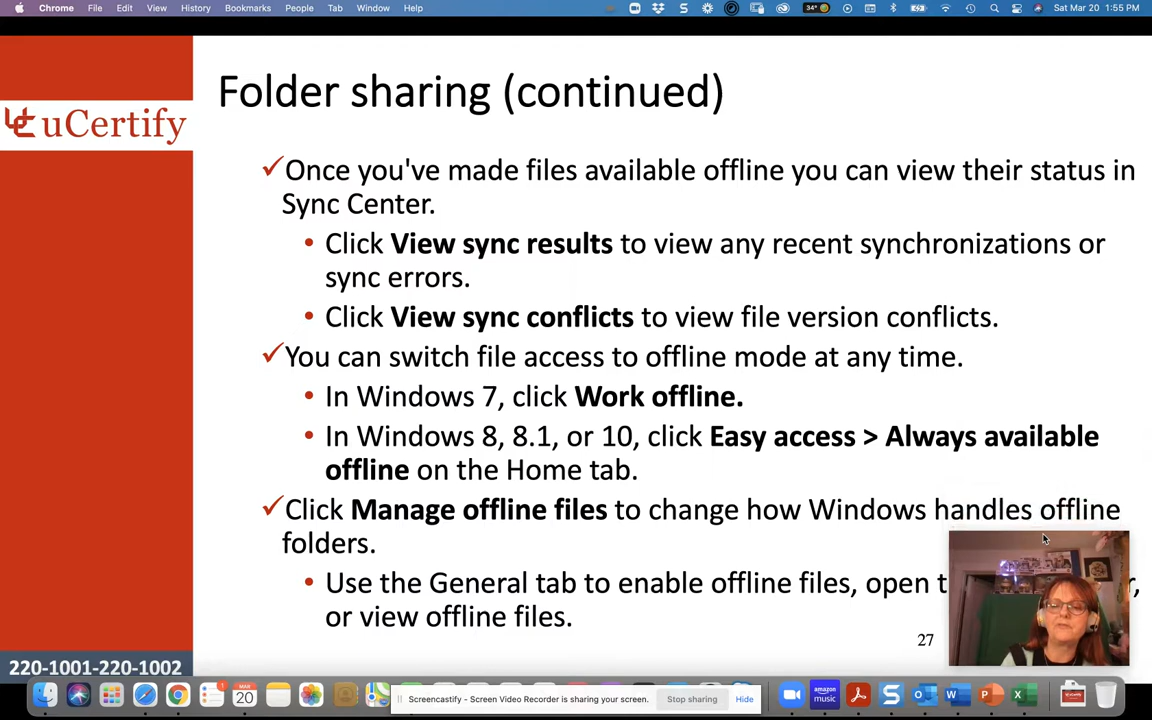 Chrome File Edit View History Bookmarks People Tab Window Help 34° Sat Mar 20 1:55 PM
Folder sharing (continued)
uCertify
Once you've made files available offline you can view their status in
Sync Center.
• Click View sync results to view any recent synchronizations or
sync errors.
• Click View sync conflicts to view file version conflicts.
You can switch file access to offline mode at any time.
• In Windows 7, click Work offline.
• In Windows 8, 8.1, or 10, click Easy access > Always available
offline on the Home tab.
Click Manage offline files to change how Windows handles offline
folders.
• Use the General tab to enable offline files, open
or view offline files.
27
220-1001-220-1002
Screencastify - Screen Video Recorder is sharing your screen. Stop sharing Hide
MAR
20
1
amazon
music